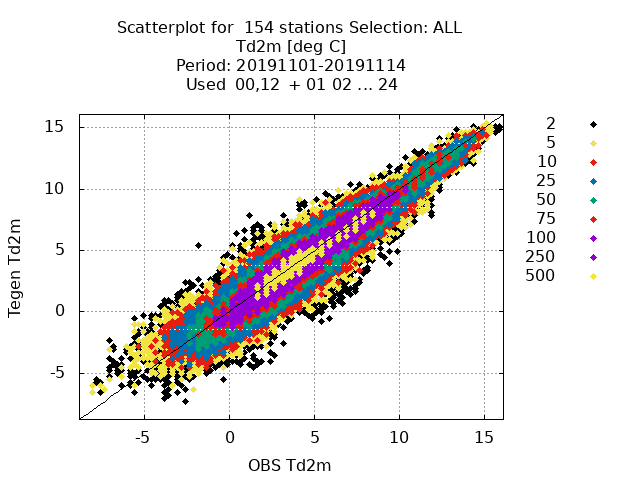 Scatterplot for  154 stations Selection: ALL
Td2m [deg C]
Period: 20191101-20191114
Used  00,12  + 01 02 ... 24
2
5
10
25
50
75
100
250
500
15
10
5
0
-5
Tegen Td2m
-5 0 5 10 15
OBS Td2m